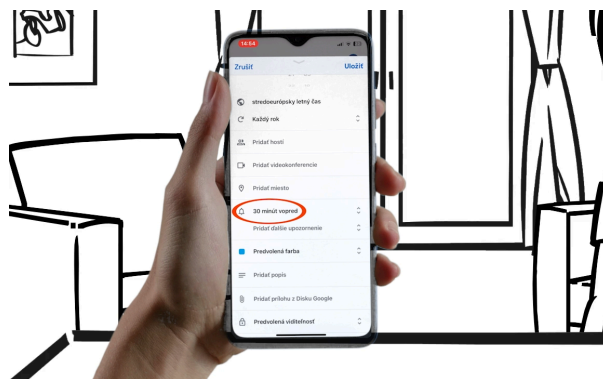 14:54
Zrušiť
Uložiť
stredoeurópsky letný čas
Každý rok
Pridať hostí
Pridať videokonferencie
Pridať miesto
30 minút vopred
Pridať ďalšie upozornenie
Predvolená farba
Pridať popis
Pridať prílohu z Disku Google
Predvolená viditeľnosť